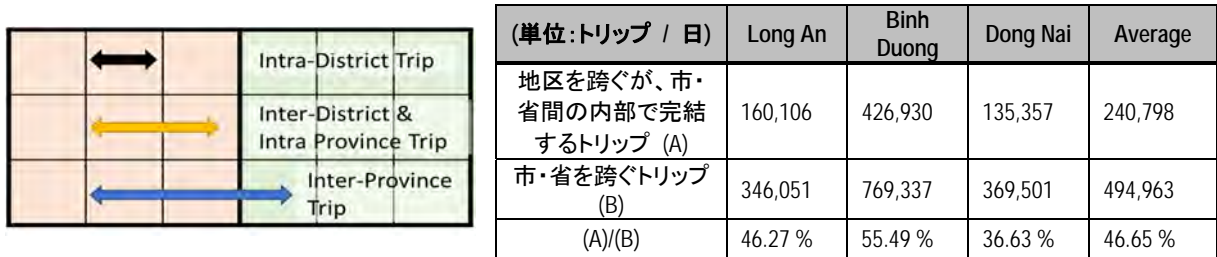 Intra-District Trip
Inter-District &
Intra Province Trip
Inter-Province
Trip
(単位:トリップ / 日) Long An Binh Duong Dong Nai Average
地区を跨ぐが、市・
省間の内部で完結
するトリップ (A)
160,106 426,930 135,357 240,798
市・省を跨ぐトリップ
(B)
346,051 769,337 369,501 494,963
(A)/(B) 46.27 % 55.49 % 36.63 % 46.65 %